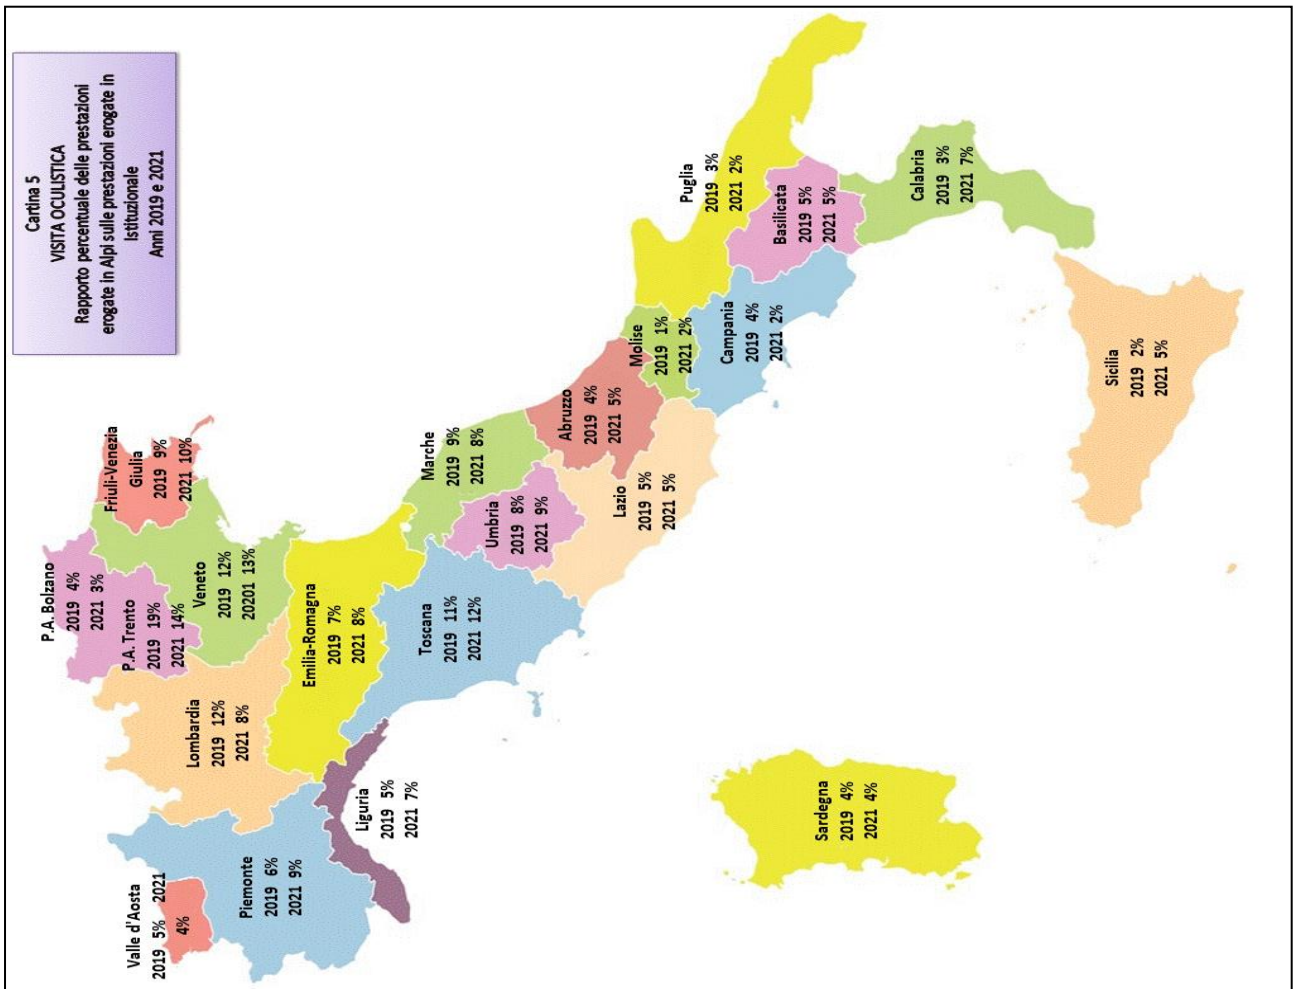 Cartina 5
VISITA OCULISTICA
Rapporto percentuale delle prestazioni
erogate in Alpi sulle prestazioni erogate in
Istituzionale
Anni 2019 e 2021
Valle d'Aosta
2019 5% 2021
4%
Piemonte
2019 6%
2021 9%
Liguria
2019 5%
2021 7%
Lombardia
2019 12%
2021 8%
P.A. Bolzano
2019 4%
2021 3%
P.A. Trento
2019 19%
2021 14%
Veneto
2019 12%
20201 13%
Friuli-Venezia
Giulia
2019 9%
2021 10%
Emilia-Romagna
2019 7%
2021 8%
Toscana
2019 11%
2021 12%
Umbria
2019 8%
2021 9%
Marche
2019 9%
2021 8%
Lazio
2019 5%
2021 5%
Abruzzo
2019 4%
2021 5%
Molise
2019 1%
2021 2%
Campania
2019 4%
2021 2%
Puglia
2019 3%
2021 2%
Basilicata
2019 5%
2021 5%
Calabria
2019 3%
2021 7%
Sicilia
2019 2%
2021 5%
Sardegna
2019 4%
2021 4%